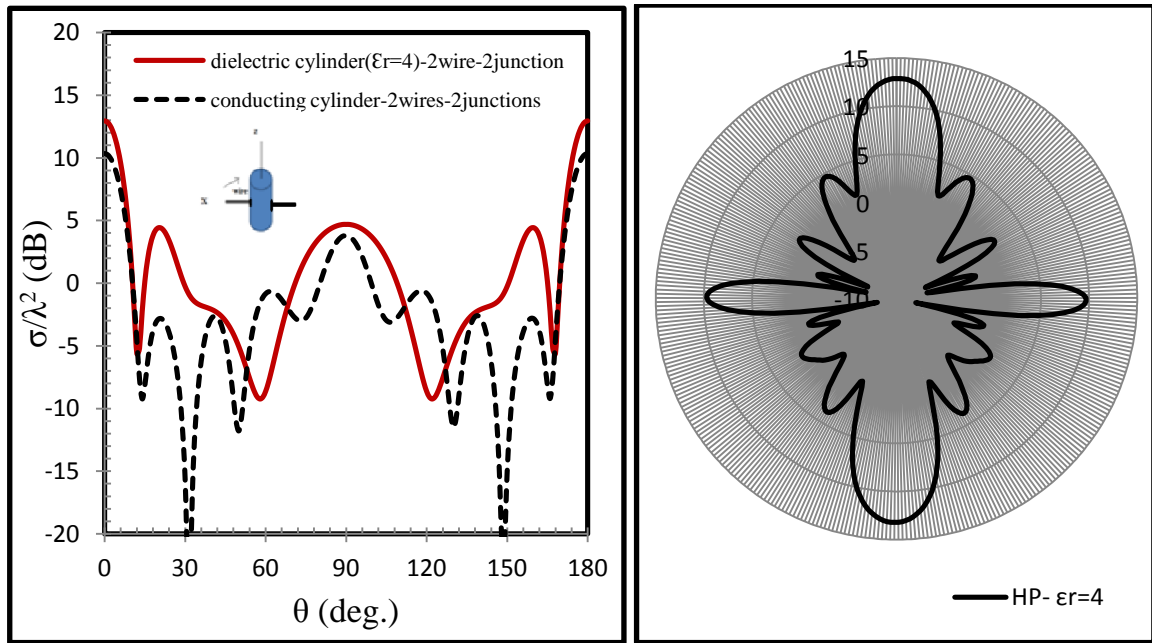 20
15
10
5
0
-5
-10
-15
-20
σ/λ² (dB)
dielectric cylinder(Ɛr=4)-2wire-2junction
conducting cylinder-2wires-2junctions
z
wire
X
0 30 60 90 120 150 180
θ (deg.)
15
10
5
0
5
-10
HP- εr=4